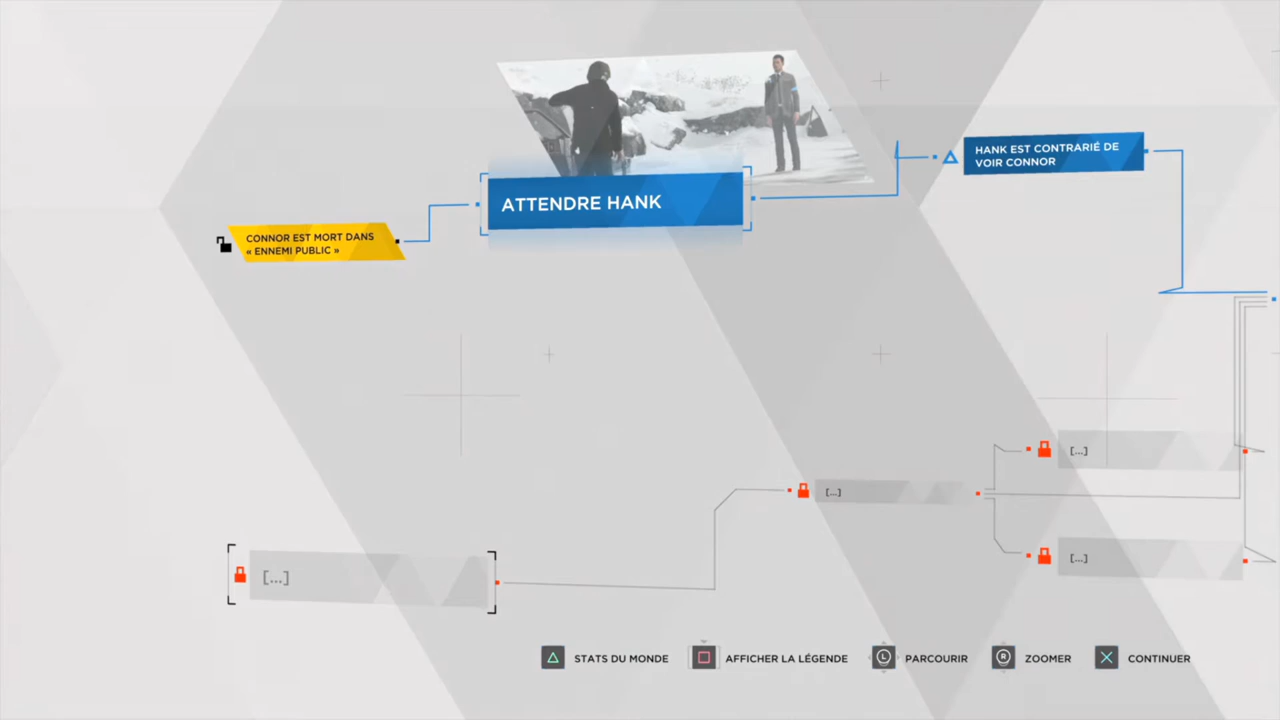 ATTENDRE HANK
HANK EST CONTRARIÉ DE
VOIR CONNOR
CONNOR EST MORT DANS
« ENNEMI PUBLIC »
[...]
[...]
[...]
[...]
STATS DU MONDE
AFFICHER LA LÉGENDE
L
PARCOURIR
R
ZOOMER
CONTINUER